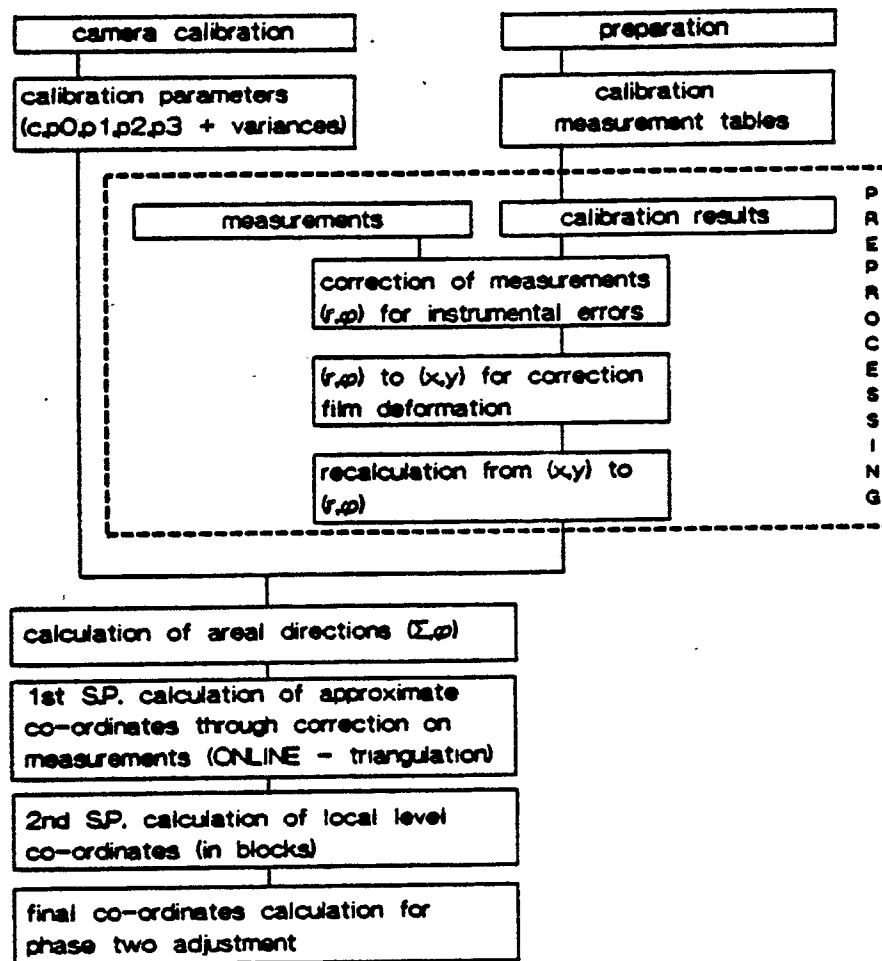 camera calibration
preparation
calibration parameters
(c,p0,p1,p2,p3 + variances)
calibration
measurement tables
PREPROCESSING
measurements
calibration results
correction of measurements
(r,φ) for instrumental errors
(r,φ) to (x,y) for correction
film deformation
recalculation from (x,y) to
(r,φ)
calculation of areal directions (Σ,φ)
1st S.P. calculation of approximate
co-ordinates through correction on
measurements (ONLINE - triangulation)
2nd S.P. calculation of local level
co-ordinates (in blocks)
final co-ordinates calculation for
phase two adjustment